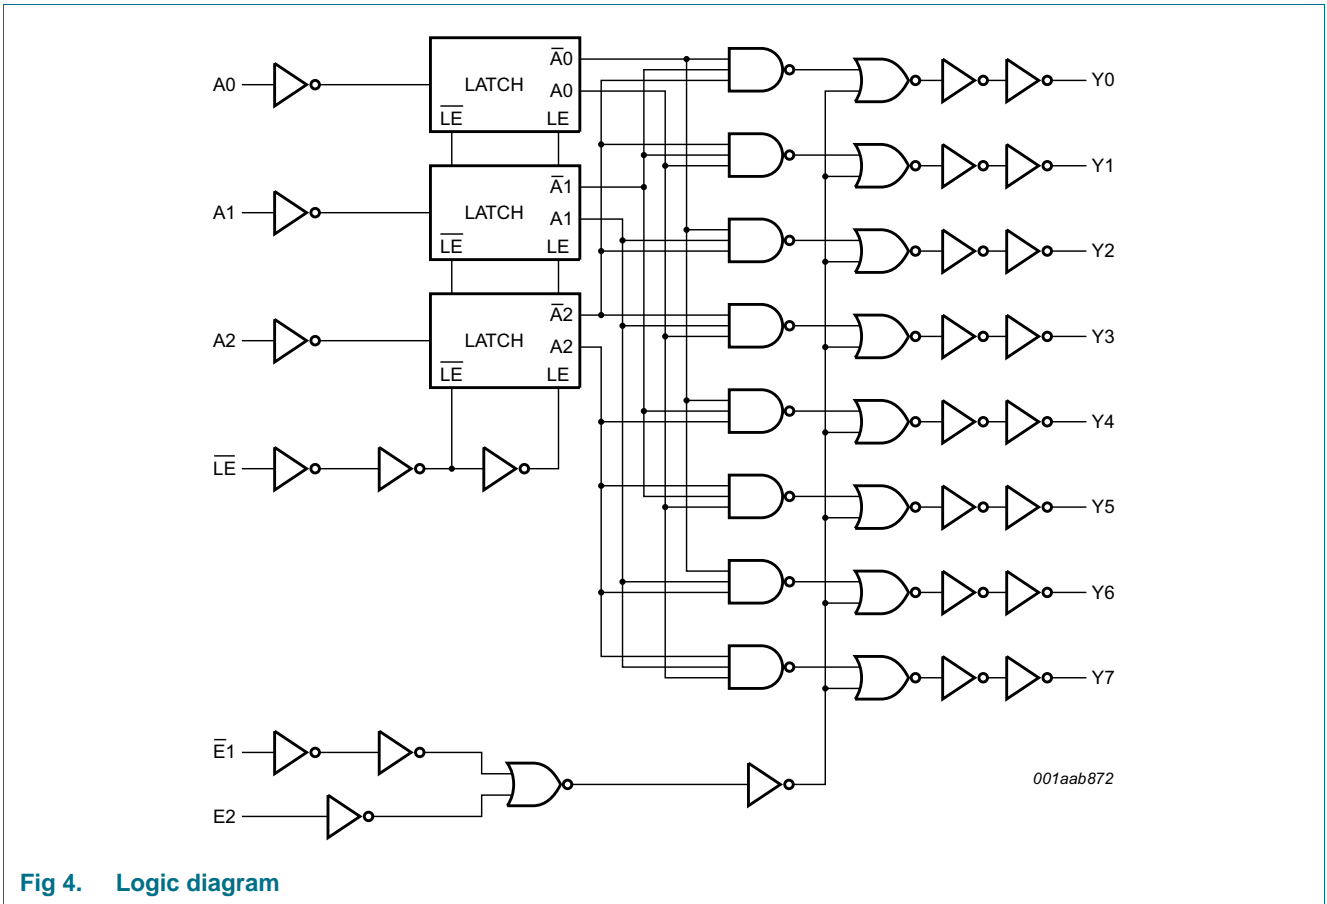 A0
LATCH
A̅0
A0
L̅E̅
LE
Y0
A1
LATCH
A̅1
A1
L̅E̅
LE
Y1
Y2
A2
LATCH
A̅2
A2
L̅E̅
LE
Y3
Y4
L̅E̅
Y5
Y6
Y7
E̅1
E2
001aab872
Fig 4. Logic diagram